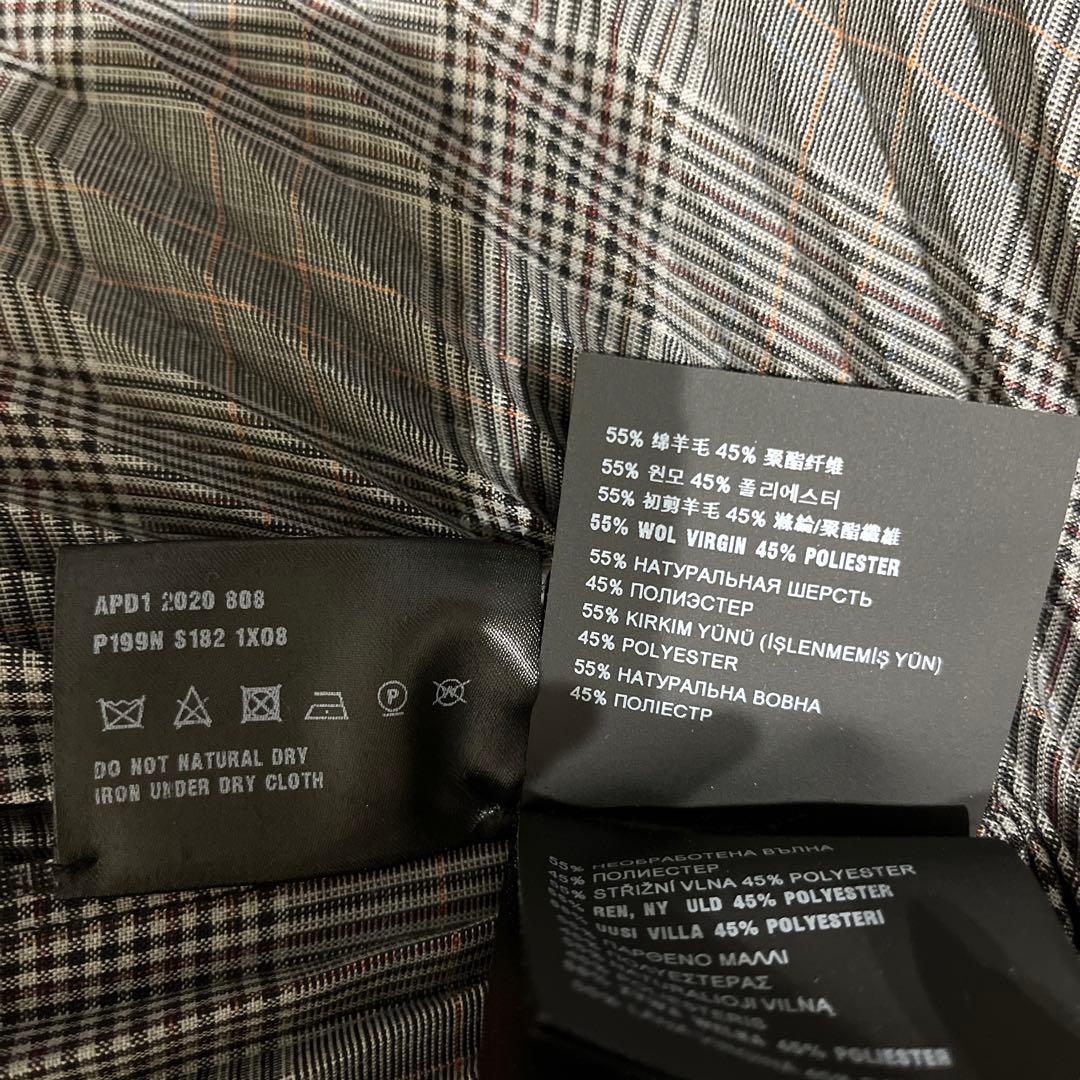 APD1 2020 808
P199N S182 1X08
P
W
DO NOT NATURAL DRY
IRON UNDER DRY CLOTH
55% 绵羊毛 45% 聚酯纤维
55% 원모 45% 폴리에스터
55% 初剪羊毛 45% 滌綸/聚酯纖維
55% WOL VIRGIN 45% POLIESTER
55% НАТУРАЛЬНАЯ ШЕРСТЬ
45% ПОЛИЭСТЕР
55% KIRKIM YÜNÜ (İŞLENMEMİŞ YÜN)
45% POLYESTER
55% НАТУРАЛЬНА ВОВНА
45% ПОЛІЕСТР
55% НЕОБРАБОТЕНА ВЪЛНА
45% ПОЛИЕСТЕР
55% STŘIŽNÍ VLNA 45% POLYESTER
REN, NY ULD 45% POLYESTER
UUSI VILLA 45% POLYESTERI
ΠΑΡΘΕΝΟ ΜΑΛΛΙ
ΠΟΛΥΕΣΤΕΡΑΣ
VILNĄ
45% POLYESTER